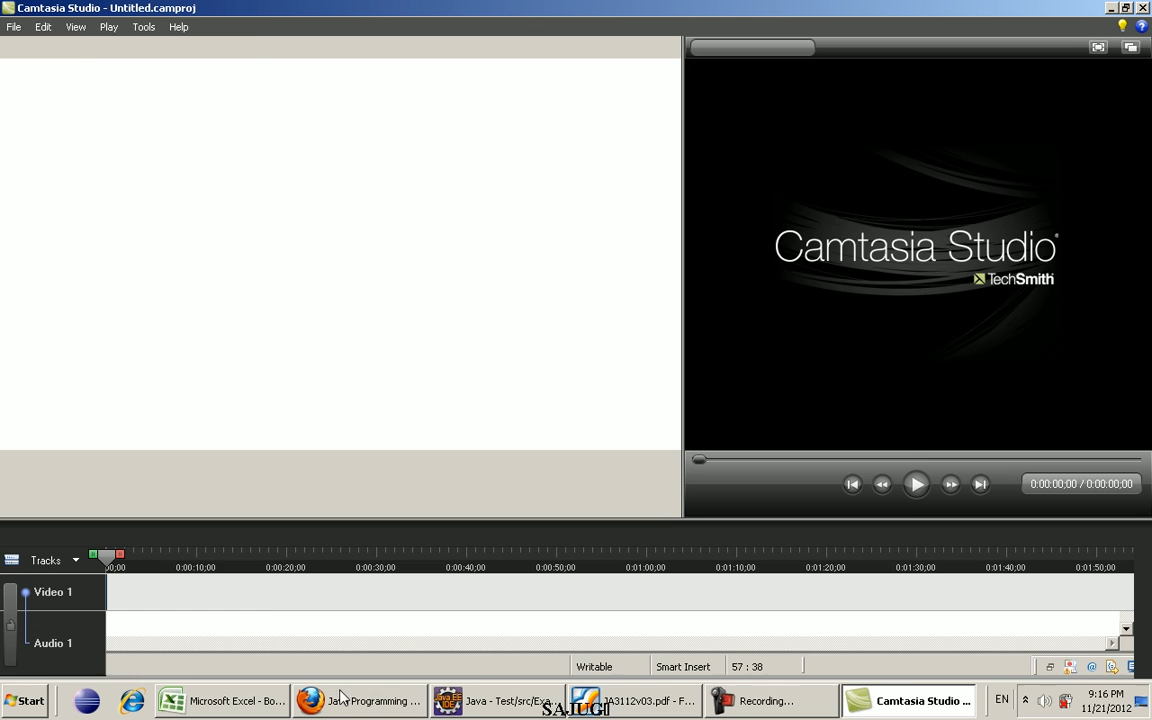 Camtasia Studio - Untitled.camproj
File Edit View Play Tools Help
Camtasia Studio
TechSmith
0:00:00;00 / 0:00:00;00
Tracks
00;00 0:00:10;00 0:00:20;00 0:00:30;00 0:00:40;00 0:00:50;00 0:01:00;00 0:01:10;00 0:01:20;00 0:01:30;00 0:01:40;00 0:01:50;00
Video 1
Audio 1
Writable Smart Insert 57 : 38
Start Microsoft Excel - Bo... Java Programming ... Java - Test/src/Exa... JA3112v03.pdf - F... Recording... Camtasia Studio ... EN 9:16 PM
11/21/2012
SAJUGI